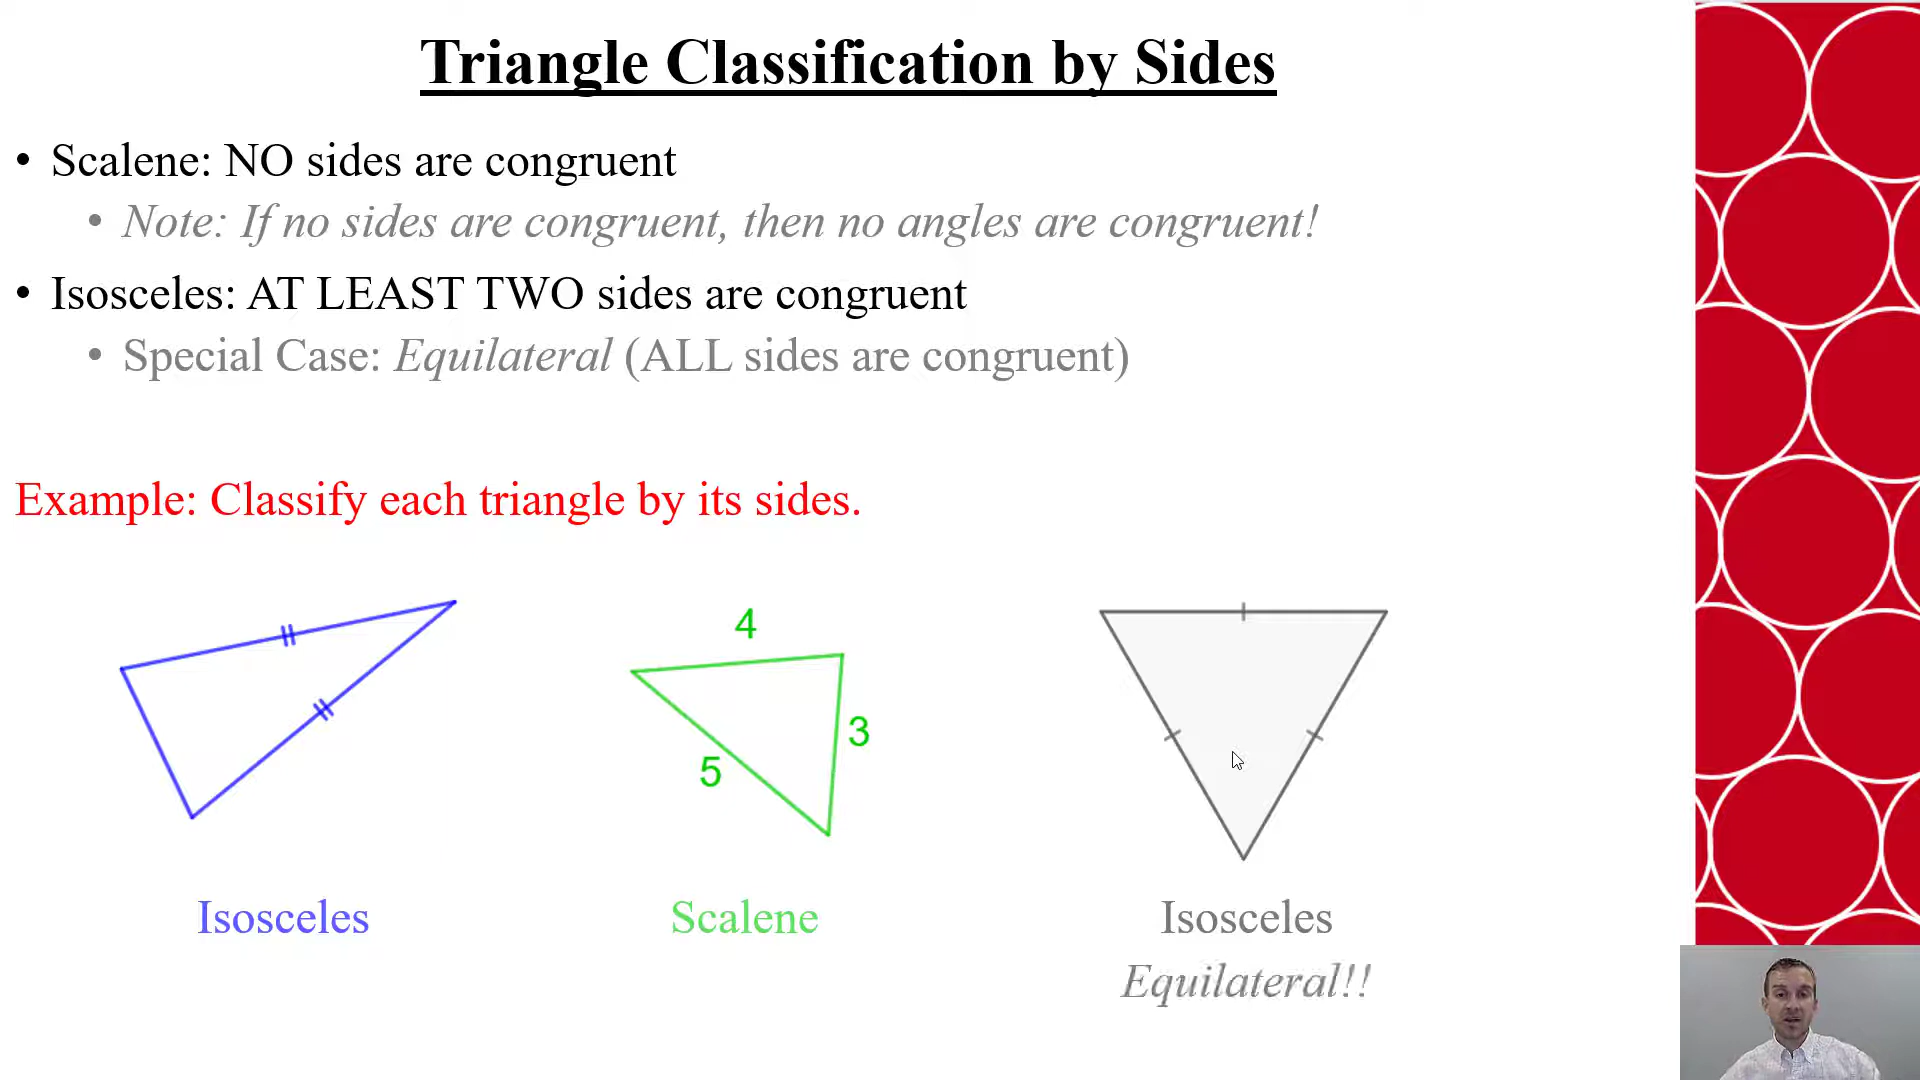 Triangle Classification by Sides
• Scalene: NO sides are congruent
• Note: If no sides are congruent, then no angles are congruent!
• Isosceles: AT LEAST TWO sides are congruent
• Special Case: Equilateral (ALL sides are congruent)
Example: Classify each triangle by its sides.
4
3
5
Isosceles
Scalene
Isosceles
Equilateral!!